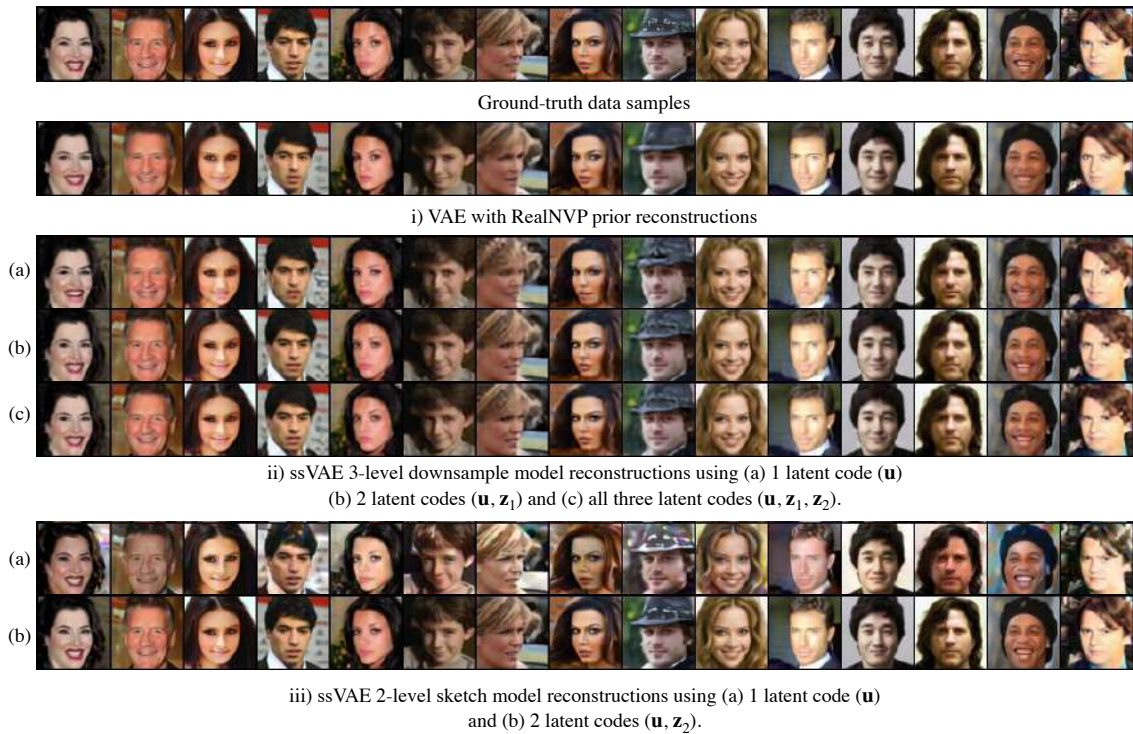 Ground-truth data samples
i) VAE with RealNVP prior reconstructions
(a)
(b)
(c)
ii) ssVAE 3-level downsample model reconstructions using (a) 1 latent code (u)
(b) 2 latent codes (u, z₁) and (c) all three latent codes (u, z₁, z₂).
(a)
(b)
iii) ssVAE 2-level sketch model reconstructions using (a) 1 latent code (u)
and (b) 2 latent codes (u, z₂).